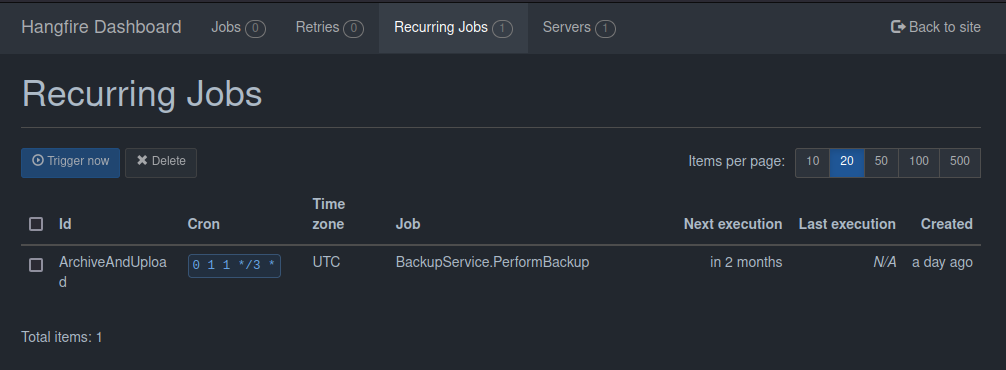 Hangfire Dashboard Jobs 0 Retries 0 Recurring Jobs 1 Servers 1 Back to site
Recurring Jobs
Trigger now Delete Items per page: 10 20 50 100 500
Id Cron Time zone Job Next execution Last execution Created
ArchiveAndUploa 0 1 1 */3 * UTC BackupService.PerformBackup in 2 months N/A a day ago
d
Total items: 1